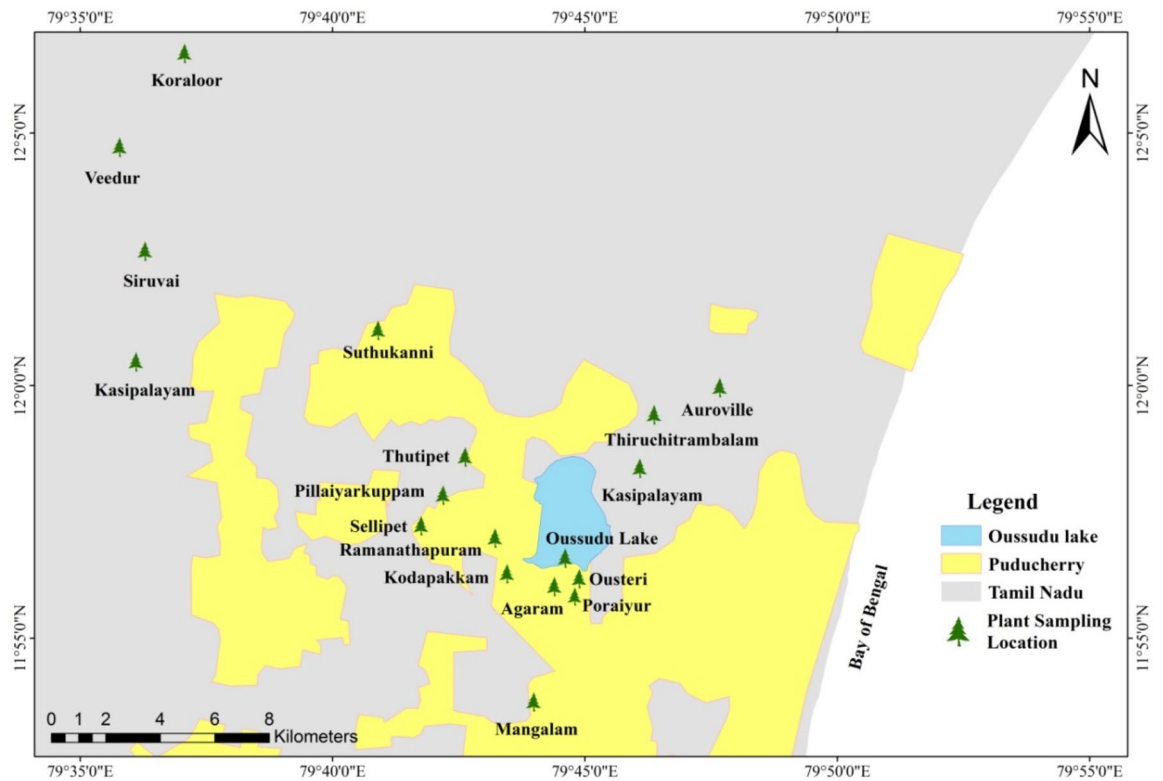 79°35'0"E 79°40'0"E 79°45'0"E 79°50'0"E 79°55'0"E
Koraloor
N
12°5'0"N 12°5'0"N
Veedur
Siruvai
Suthukanni
Kasipalayam
12°0'0"N 12°0'0"N
Auroville
Thiruchitrambalam
Thutipet
Pillaiyarkuppam
Kasipalayam
Sellipet
Oussudu Lake
Ramanathapuram
Kodapakkam
Ousteri
Agaram
Poraiyur
Mangalam
Bay of Bengal
Legend
Oussudu lake
Puducherry
Tamil Nadu
Plant Sampling
Location
11°55'0"N 11°55'0"N
0 1 2 4 6 8
Kilometers
79°35'0"E 79°40'0"E 79°45'0"E 79°50'0"E 79°55'0"E